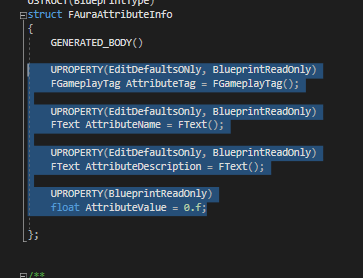 USTRUCT(BlueprintType)
struct FAuraAttributeInfo
{
GENERATED_BODY()
UPROPERTY(EditDefaultsONly, BlueprintReadOnly)
FGameplayTag AttributeTag = FGameplayTag();
UPROPERTY(EditDefaultsOnly, BlueprintReadOnly)
FText AttributeName = FText();
UPROPERTY(EditDefaultsOnly, BlueprintReadOnly)
FText AttributeDescription = FText();
UPROPERTY(BlueprintReadOnly)
float AttributeValue = 0.f;
};
/**